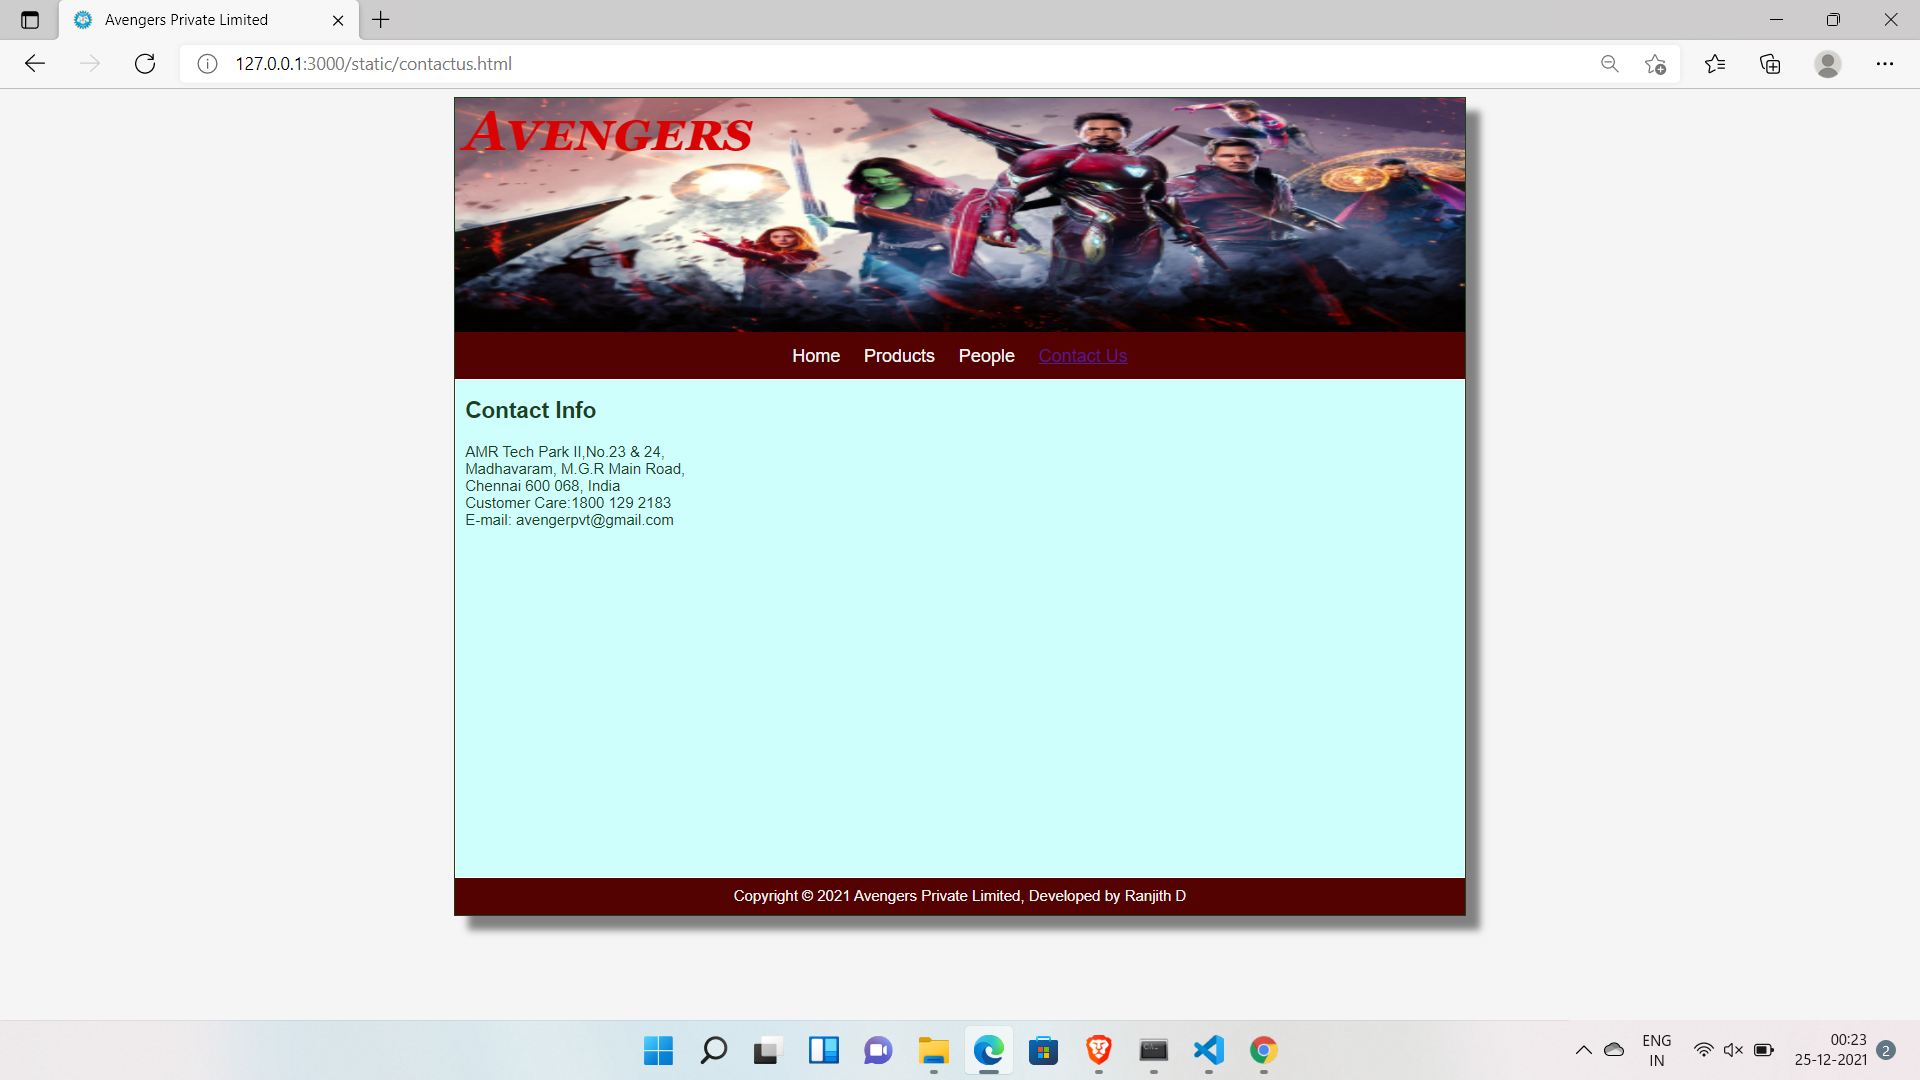 Avengers Private Limited
127.0.0.1:3000/static/contactus.html
AVENGERS
Home Products People Contact Us
Contact Info
AMR Tech Park II,No.23 & 24,
Madhavaram, M.G.R Main Road,
Chennai 600 068, India
Customer Care:1800 129 2183
E-mail: avengerpvt@gmail.com
Copyright © 2021 Avengers Private Limited, Developed by Ranjith D
ENG
IN
00:23
25-12-2021
2